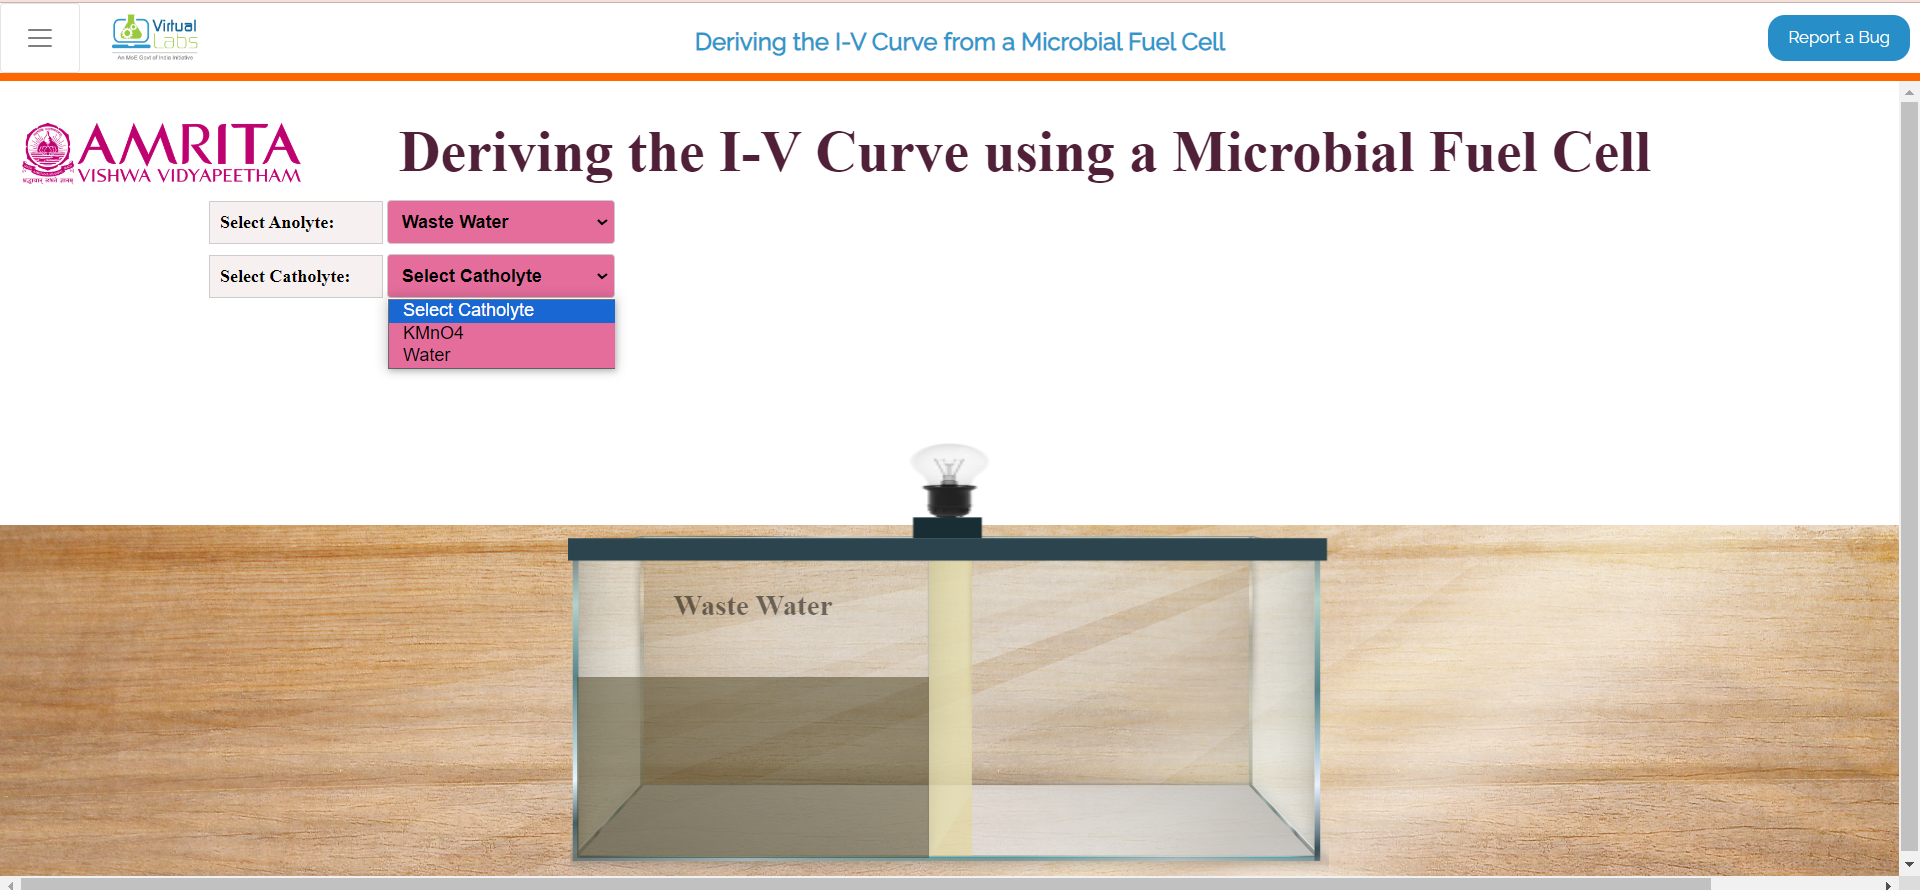 Virtual
Labs
An MoE Govt of India Initiative
Deriving the I-V Curve from a Microbial Fuel Cell
Report a Bug
AMRITA
VISHWA VIDYAPEETHAM
Deriving the I-V Curve using a Microbial Fuel Cell
Select Anolyte:
Waste Water
Select Catholyte:
Select Catholyte
Select Catholyte
KMnO4
Water
Waste Water